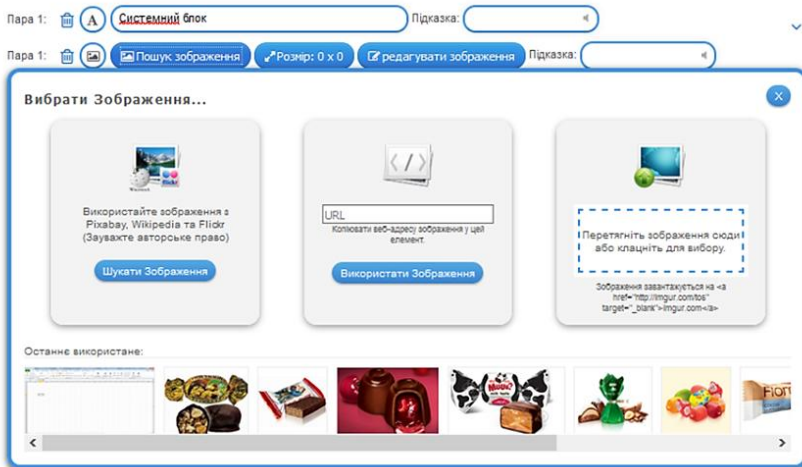 Пара 1: A Системний блок Підказка:
Пара 1: Пошук зображення Розмір: 0 x 0 редагувати зображення Підказка:
Вибрати Зображення... X
Використайте зображення з
Pixabay, Wikipedia та Flickr
(Зауважте авторське право)
Шукати Зображення
URL
Копіювати веб-адресу зображення у цей
елемент.
Використати Зображення
Перетягніть зображення сюди
або клацніть для вибору.
Зображення завантажується на <a
href="http://imgur.com/tos"
target="_blank">imgur.com</a>
Останнє використане: